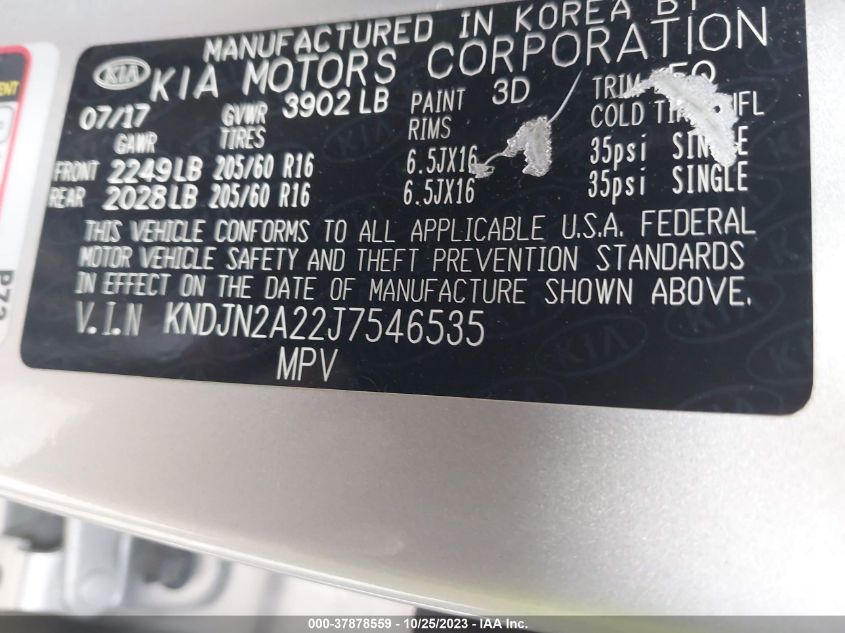 MANUFACTURED IN KOREA BY
KIA KIA MOTORS CORPORATION
07/17 GVWR 3902 LB PAINT 3D TRIM
GAWR TIRES RIMS COLD
FRONT 2249LB 205/60 R16 6.5JX16 35psi SINGLE
REAR 2028LB 205/60 R16 6.5JX16 35psi SINGLE
THIS VEHICLE CONFORMS TO ALL APPLICABLE U.S.A. FEDERAL
MOTOR VEHICLE SAFETY AND THEFT PREVENTION STANDARDS
IN EFFECT ON THE DATE OF MANUFACTURE SHOWN ABOVE.
V.I.N KNDJN2A22J7546535
MPV
000-37878559 - 10/25/2023 - IAA Inc.